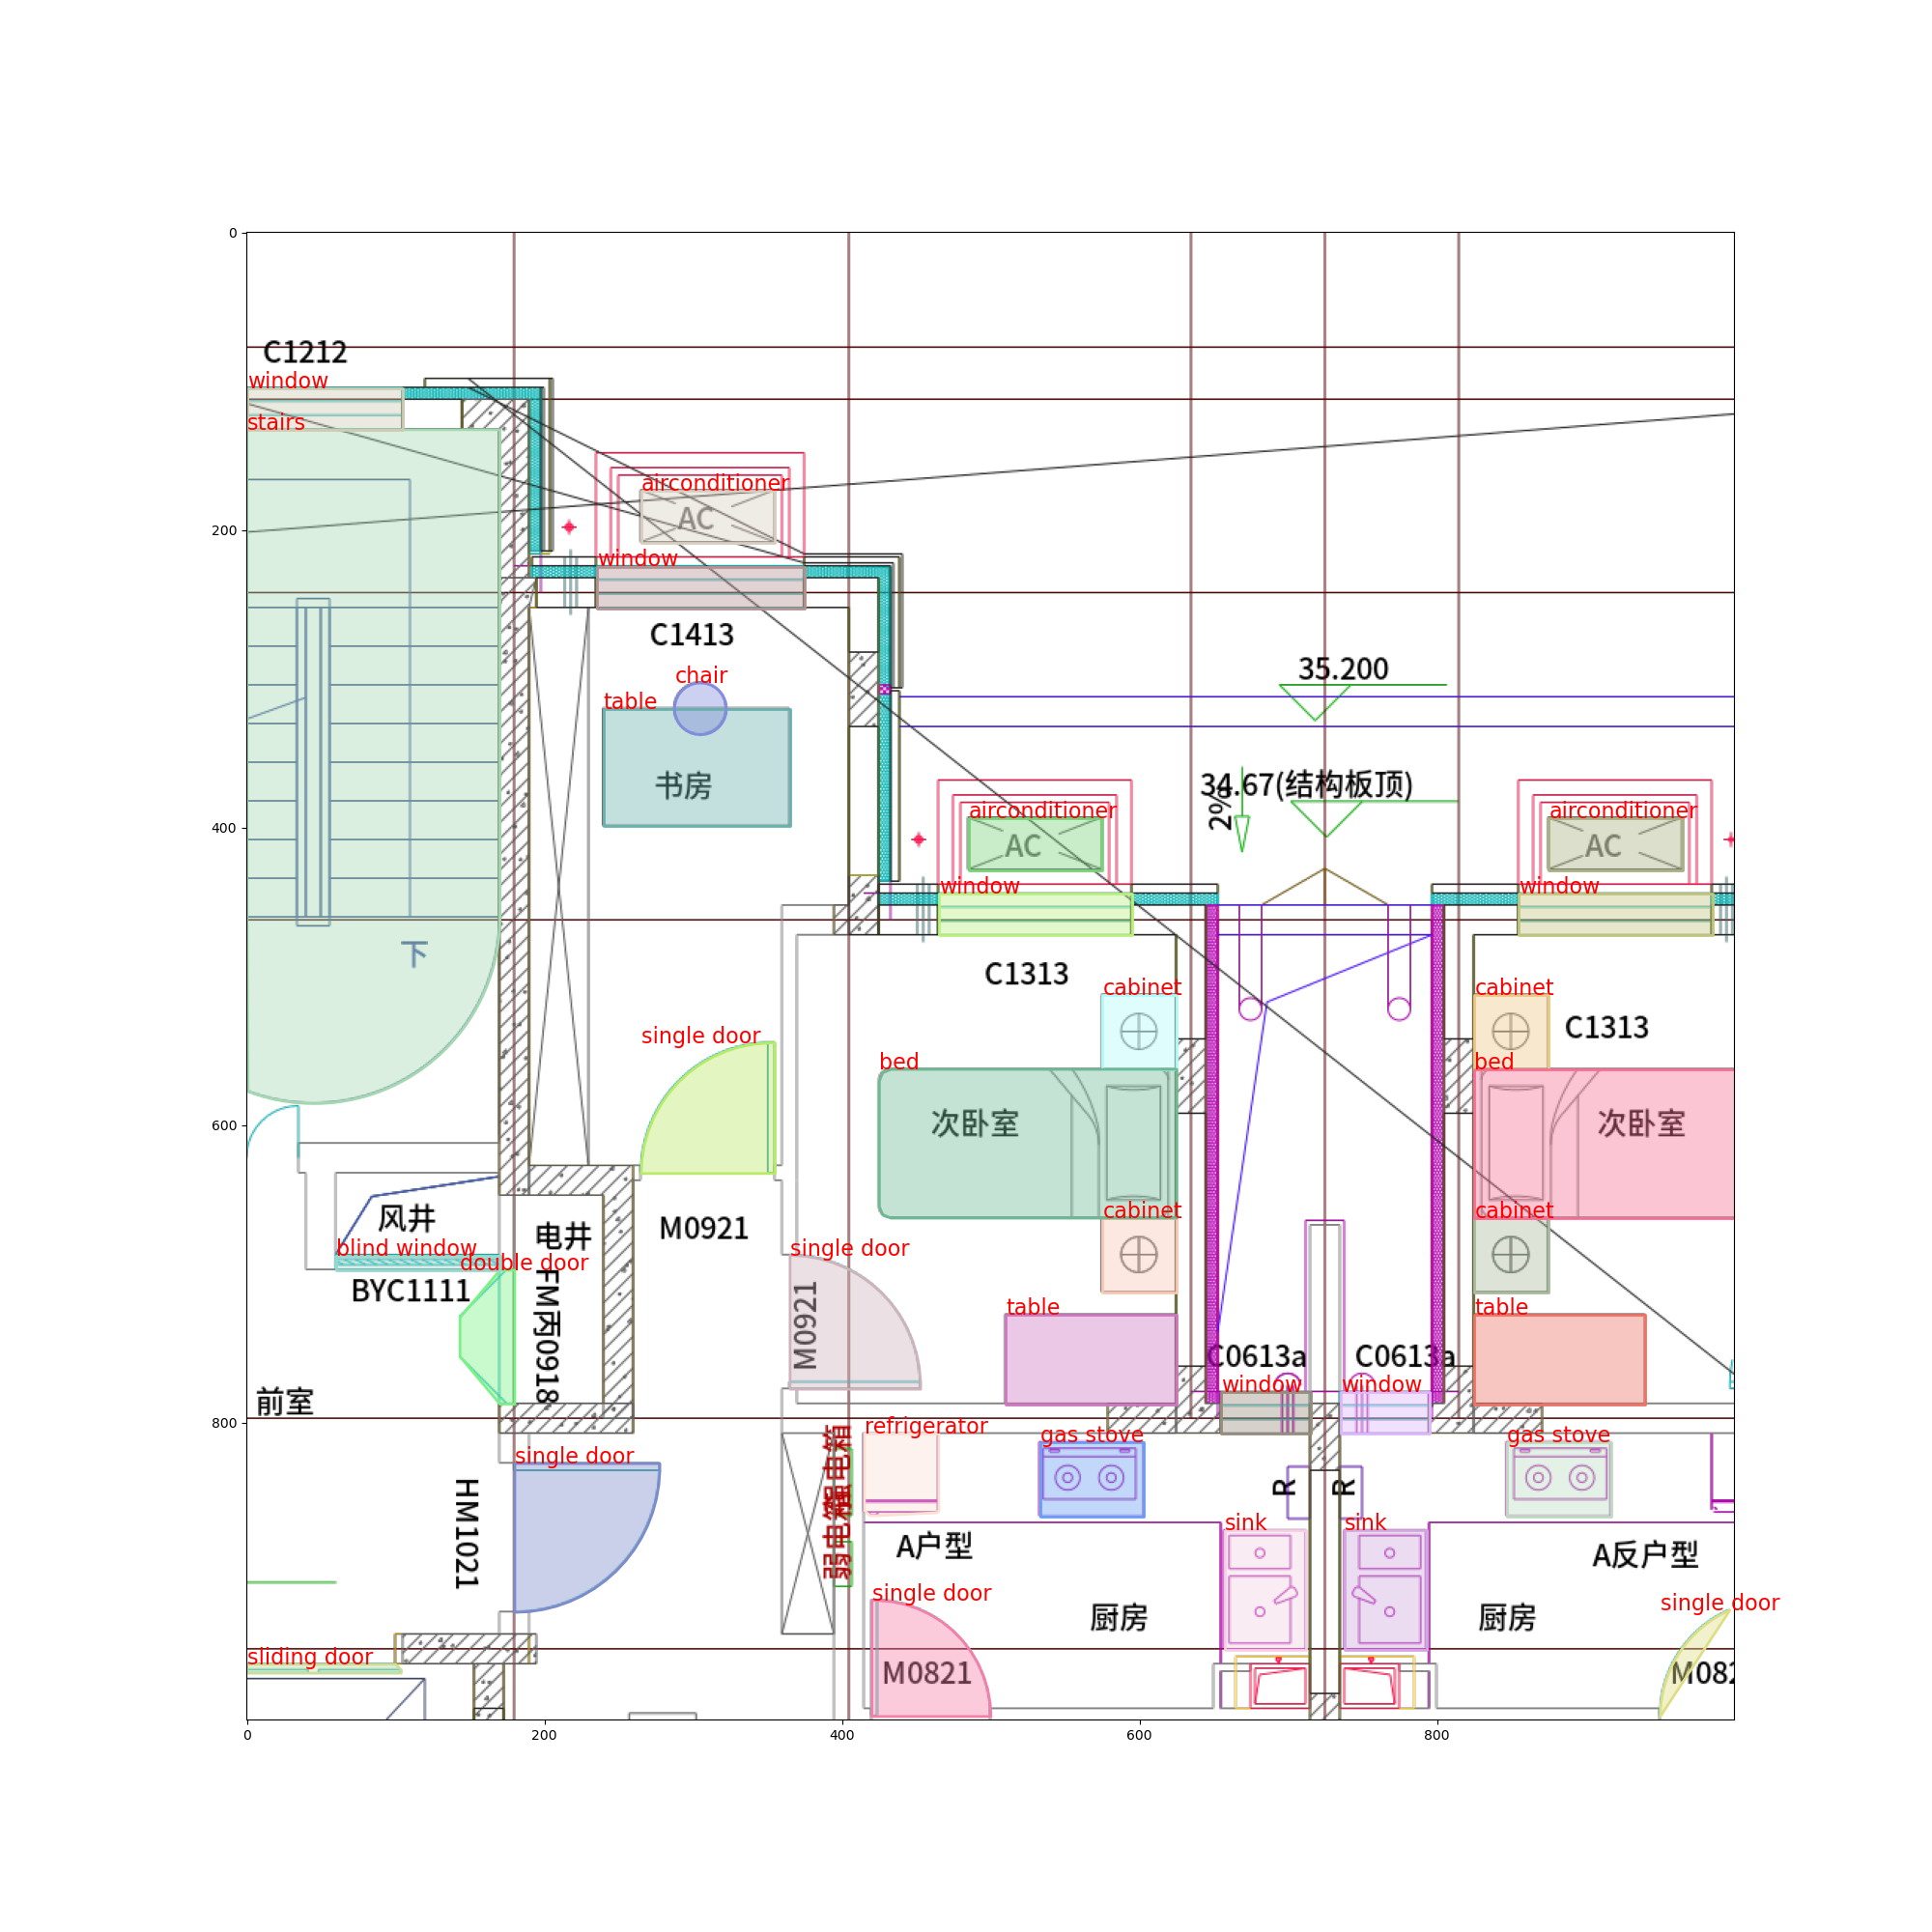 0
C1212
window
stairs
airconditioner
AC
200
window
C1413
35.200
chair
table
书房
34.67(结构板顶)
2%
airconditioner
AC
airconditioner
AC
400
window
window
下
C1313
cabinet
cabinet
C1313
single door
bed
bed
次卧室
次卧室
600
风井
电井
M0921
cabinet
cabinet
blind window
double door
single door
BYC1111
FM丙0918
M0921
table
table
C0613a
C0613a
window
window
前室
800
refrigerator
gas stove
gas stove
single door
HM1021
弱电箱
强电箱
R
R
sink
sink
A户型
A反户型
single door
single door
厨房
厨房
sliding door
M0821
M082
0
200
400
600
800